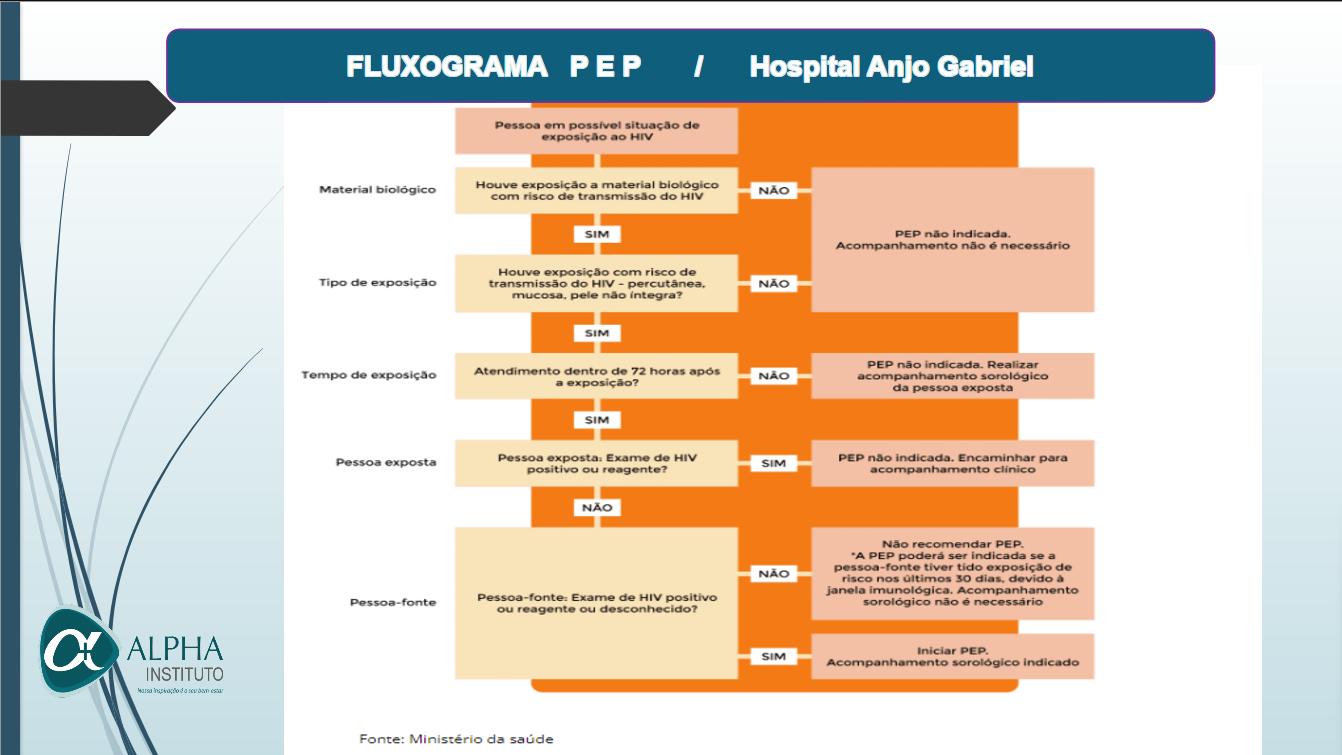 FLUXOGRAMA P E P / Hospital Anjo Gabriel
Pessoa em possível situação de
exposição ao HIV
Material biológico
Houve exposição a material biológico
com risco de transmissão do HIV
NÃO
PEP não indicada.
Acompanhamento não é necessário
SIM
Tipo de exposição
Houve exposição com risco de
transmissão do HIV – percutânea,
mucosa, pele não íntegra?
NÃO
SIM
Tempo de exposição
Atendimento dentro de 72 horas após
a exposição?
NÃO
PEP não indicada. Realizar
acompanhamento sorológico
da pessoa exposta
SIM
Pessoa exposta
Pessoa exposta: Exame de HIV
positivo ou reagente?
SIM
PEP não indicada. Encaminhar para
acompanhamento clínico
NÃO
Pessoa-fonte
Pessoa-fonte: Exame de HIV positivo
ou reagente ou desconhecido?
NÃO
Não recomendar PEP.
*A PEP poderá ser indicada se a
pessoa-fonte tiver tido exposição de
risco nos últimos 30 dias, devido à
janela imunológica. Acompanhamento
sorológico não é necessário
SIM
Iniciar PEP.
Acompanhamento sorológico indicado
ALPHA
INSTITUTO
Nossa inspiração é o seu bem estar
Fonte: Ministério da saúde